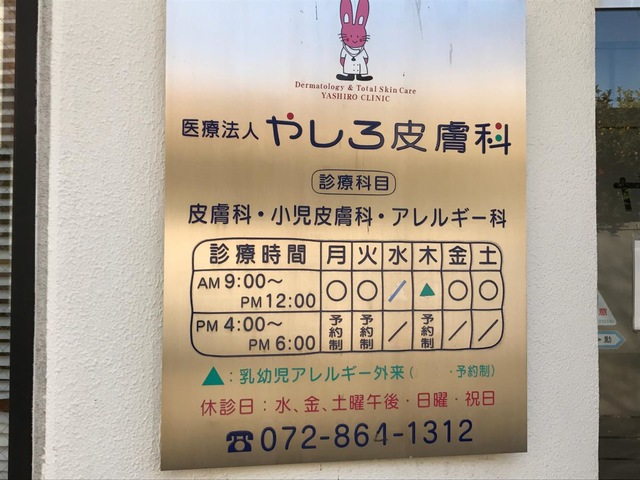 Dermatology & Total Skin Care
YASHIRO CLINIC
医療法人 やしろ皮膚科
診療科目
皮膚科・小児皮膚科・アレルギー科
診療時間 月 火 水 木 金 土
AM 9:00〜 PM 12:00 ○ ○ / ▲ ○ ○
PM 4:00〜 PM 6:00 予約制 予約制 / 予約制 / /
▲:乳幼児アレルギー外来( ・予約制)
休診日:水、金、土曜午後・日曜・祝日
☎072-864-1312